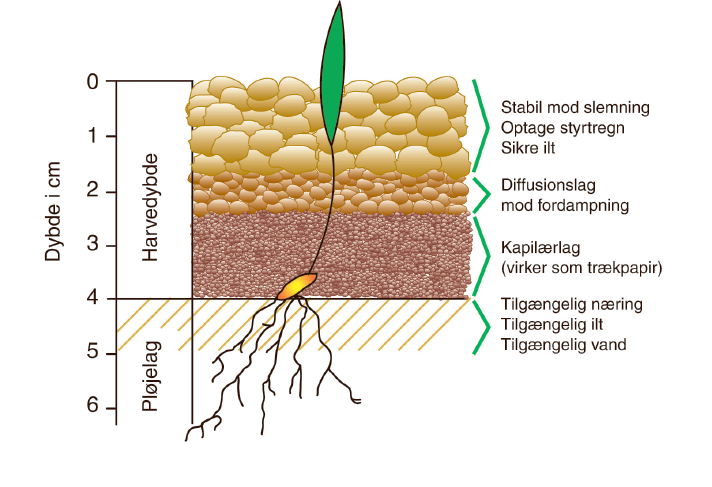 Dybde i cm
0
1
2
3
4
5
6
Harvedybde
Pløjelag
Stabil mod slemning
Optage styrtregn
Sikre ilt
Diffusionslag
mod fordampning
Kapilærlag
(virker som trækpapir)
Tilgængelig næring
Tilgængelig ilt
Tilgængelig vand